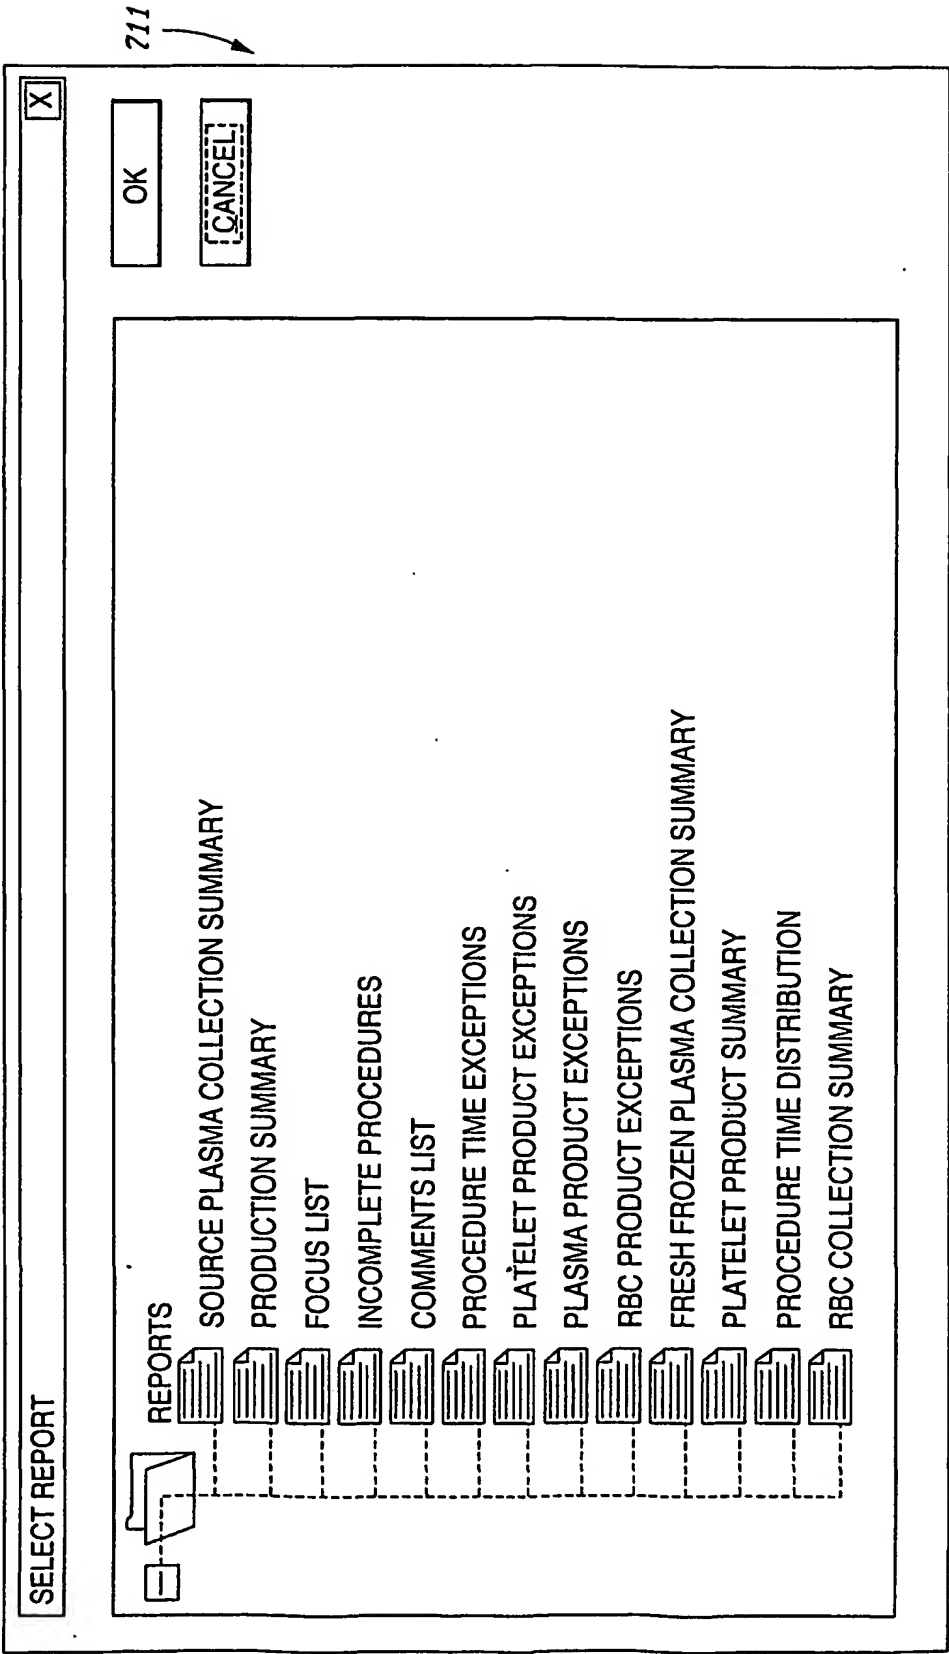 SELECT REPORT
X
711
OK
CANCEL
REPORTS
SOURCE PLASMA COLLECTION SUMMARY
PRODUCTION SUMMARY
FOCUS LIST
INCOMPLETE PROCEDURES
COMMENTS LIST
PROCEDURE TIME EXCEPTIONS
PLATELET PRODUCT EXCEPTIONS
PLASMA PRODUCT EXCEPTIONS
RBC PRODUCT EXCEPTIONS
FRESH FROZEN PLASMA COLLECTION SUMMARY
PLATELET PRODUCT SUMMARY
PROCEDURE TIME DISTRIBUTION
RBC COLLECTION SUMMARY